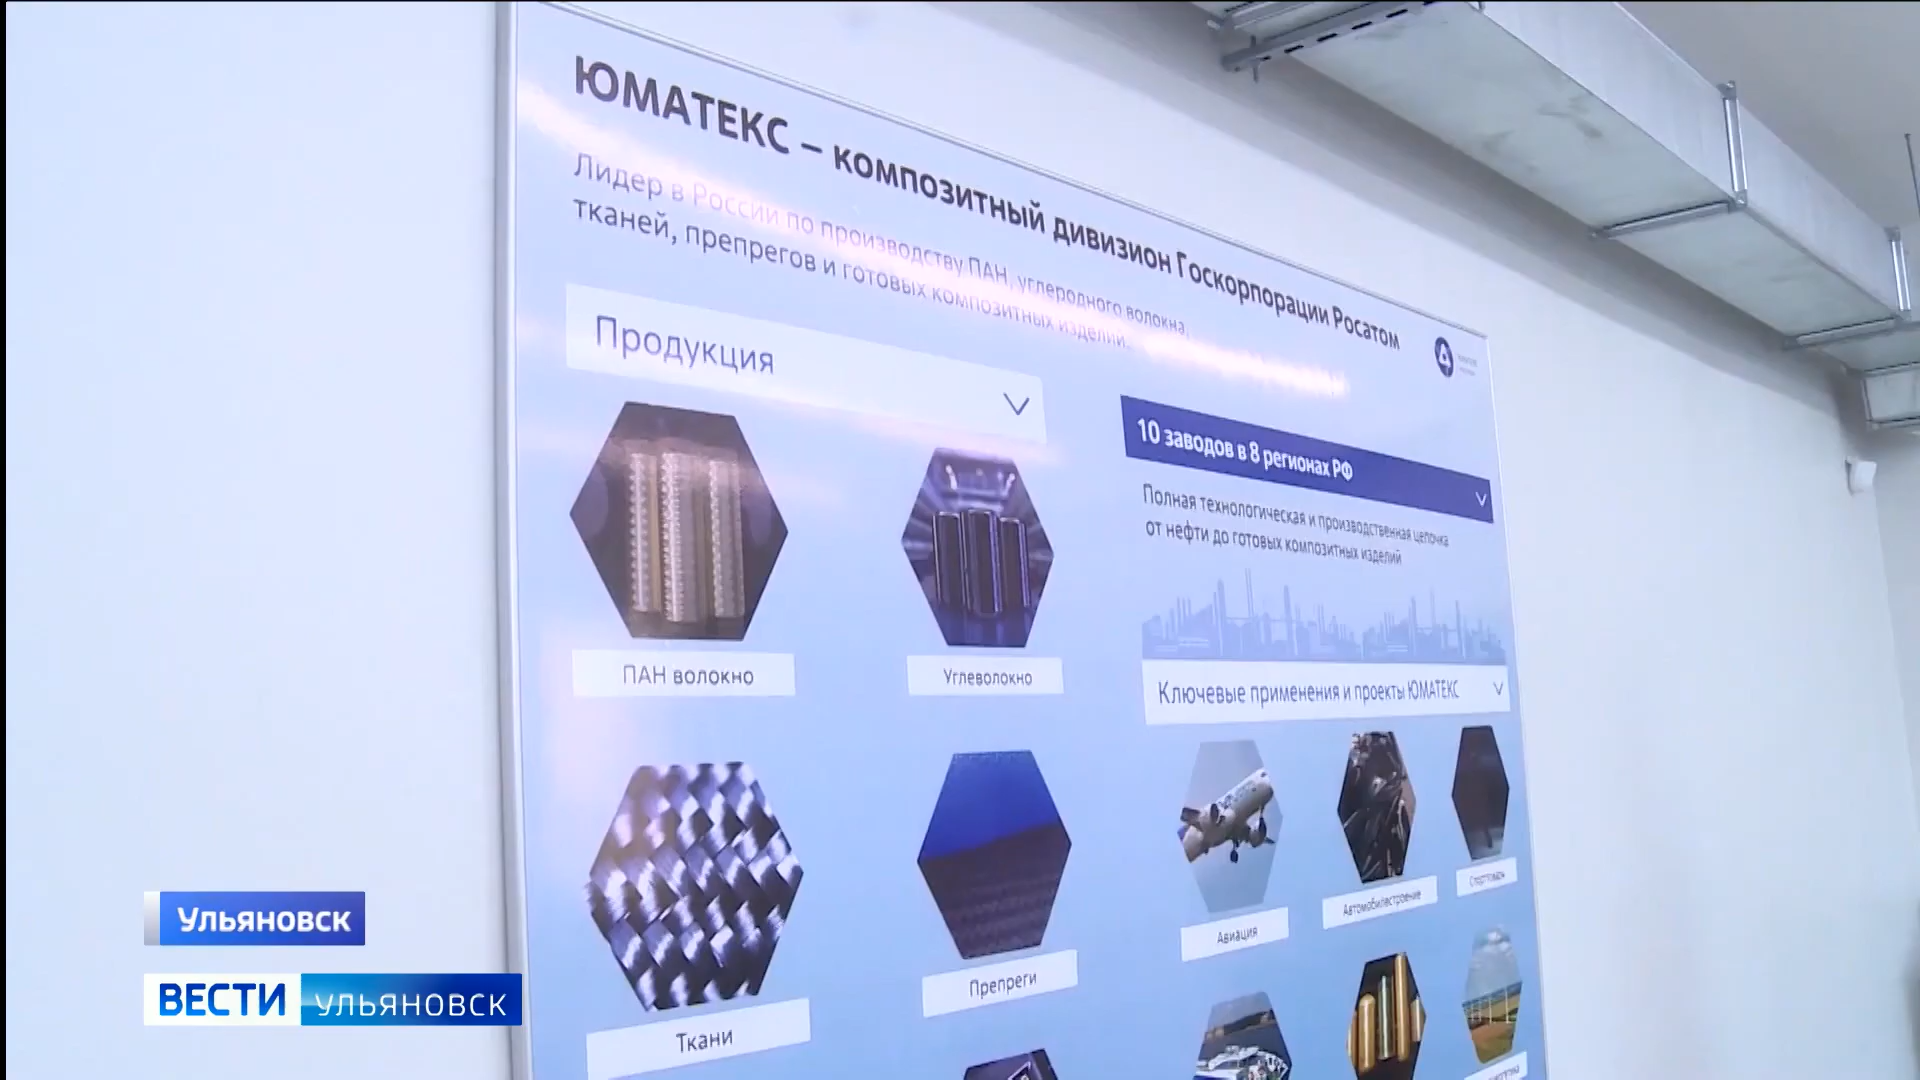 ЮМАТЕКС – композитный дивизион Госкорпорации Росатом
Лидер в России по производству ПАН, углеродного волокна,
тканей, препрегов и готовых композитных изделий.
Продукция
10 заводов в 8 регионах РФ
Полная технологическая и производственная цепочка
от нефти до готовых композитных изделий
ПАН волокно
Углеволокно
Ключевые применения и проекты ЮМАТЕКС
Авиация
Автомобилестроение
Спорттовары
Ткани
Препреги
Ульяновск
ВЕСТИ УЛЬЯНОВСК